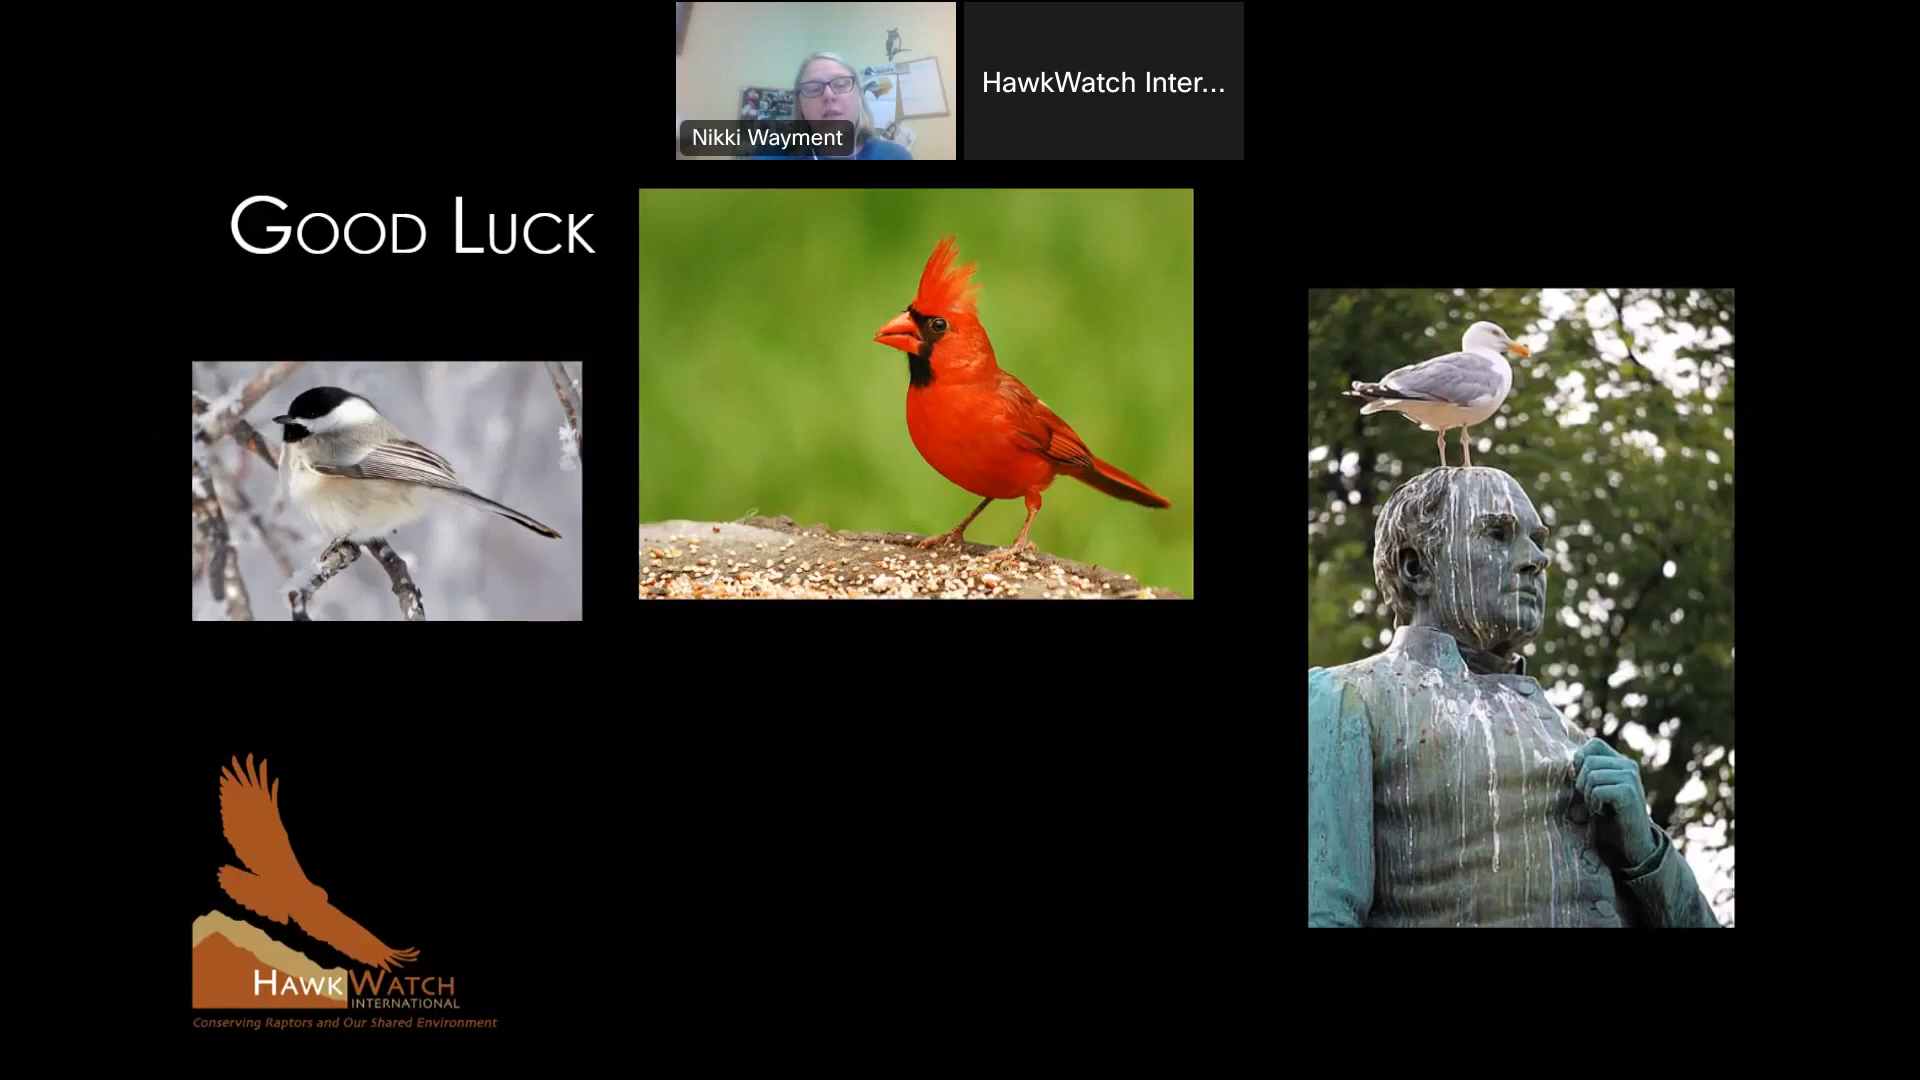 Nikki Wayment
HawkWatch Inter...
GOOD LUCK
HAWKWATCH
INTERNATIONAL
Conserving Raptors and Our Shared Environment